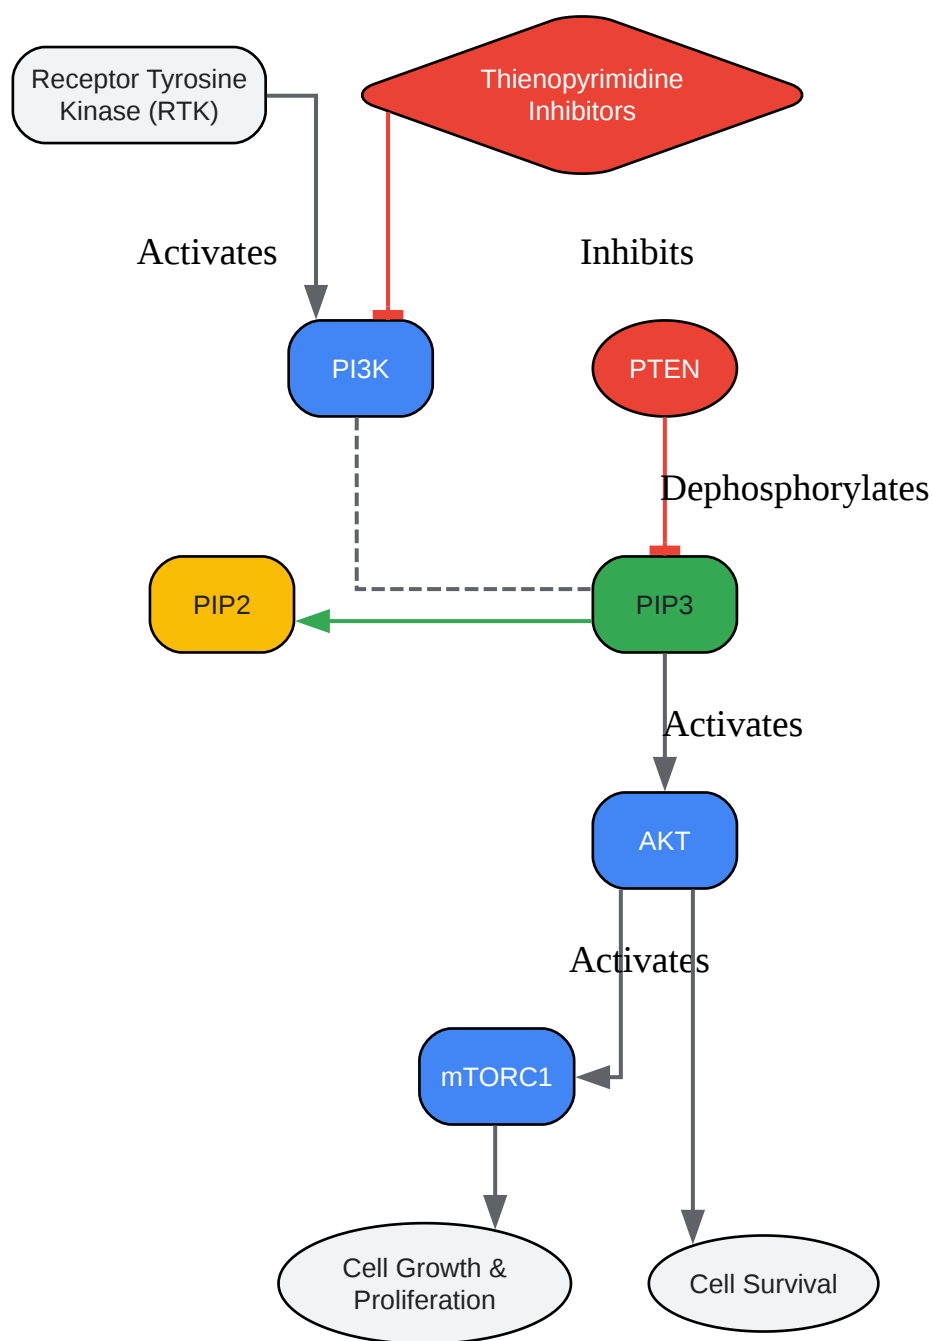 Receptor Tyrosine
Kinase (RTK)
Thienopyrimidine
Inhibitors
Activates
Inhibits
PI3K
PTEN
Dephosphorylates
PIP2
PIP3
Activates
AKT
Activates
mTORC1
Cell Growth &
Proliferation
Cell Survival